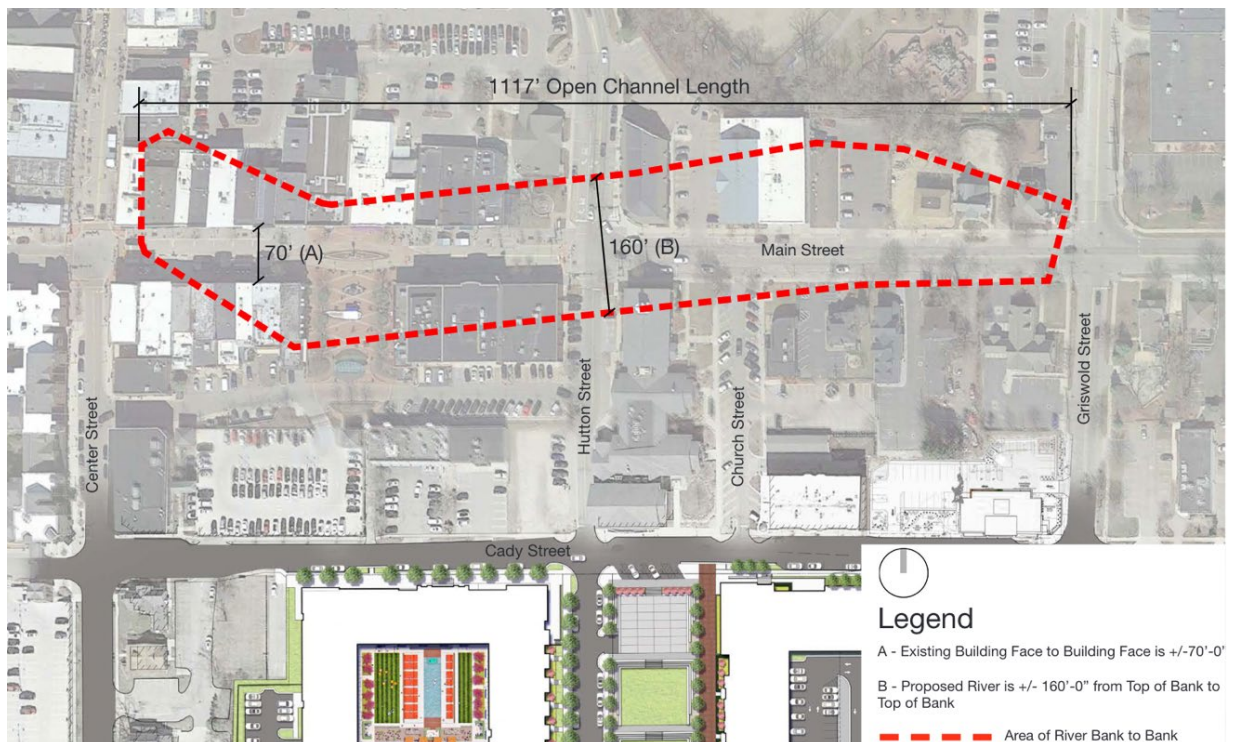 1117' Open Channel Length
70' (A)
160' (B)
Main Street
Center Street
Hutton Street
Church Street
Griswold Street
Cady Street
Legend
A - Existing Building Face to Building Face is +/-70'-0'
B - Proposed River is +/- 160'-0" from Top of Bank to
Top of Bank
Area of River Bank to Bank